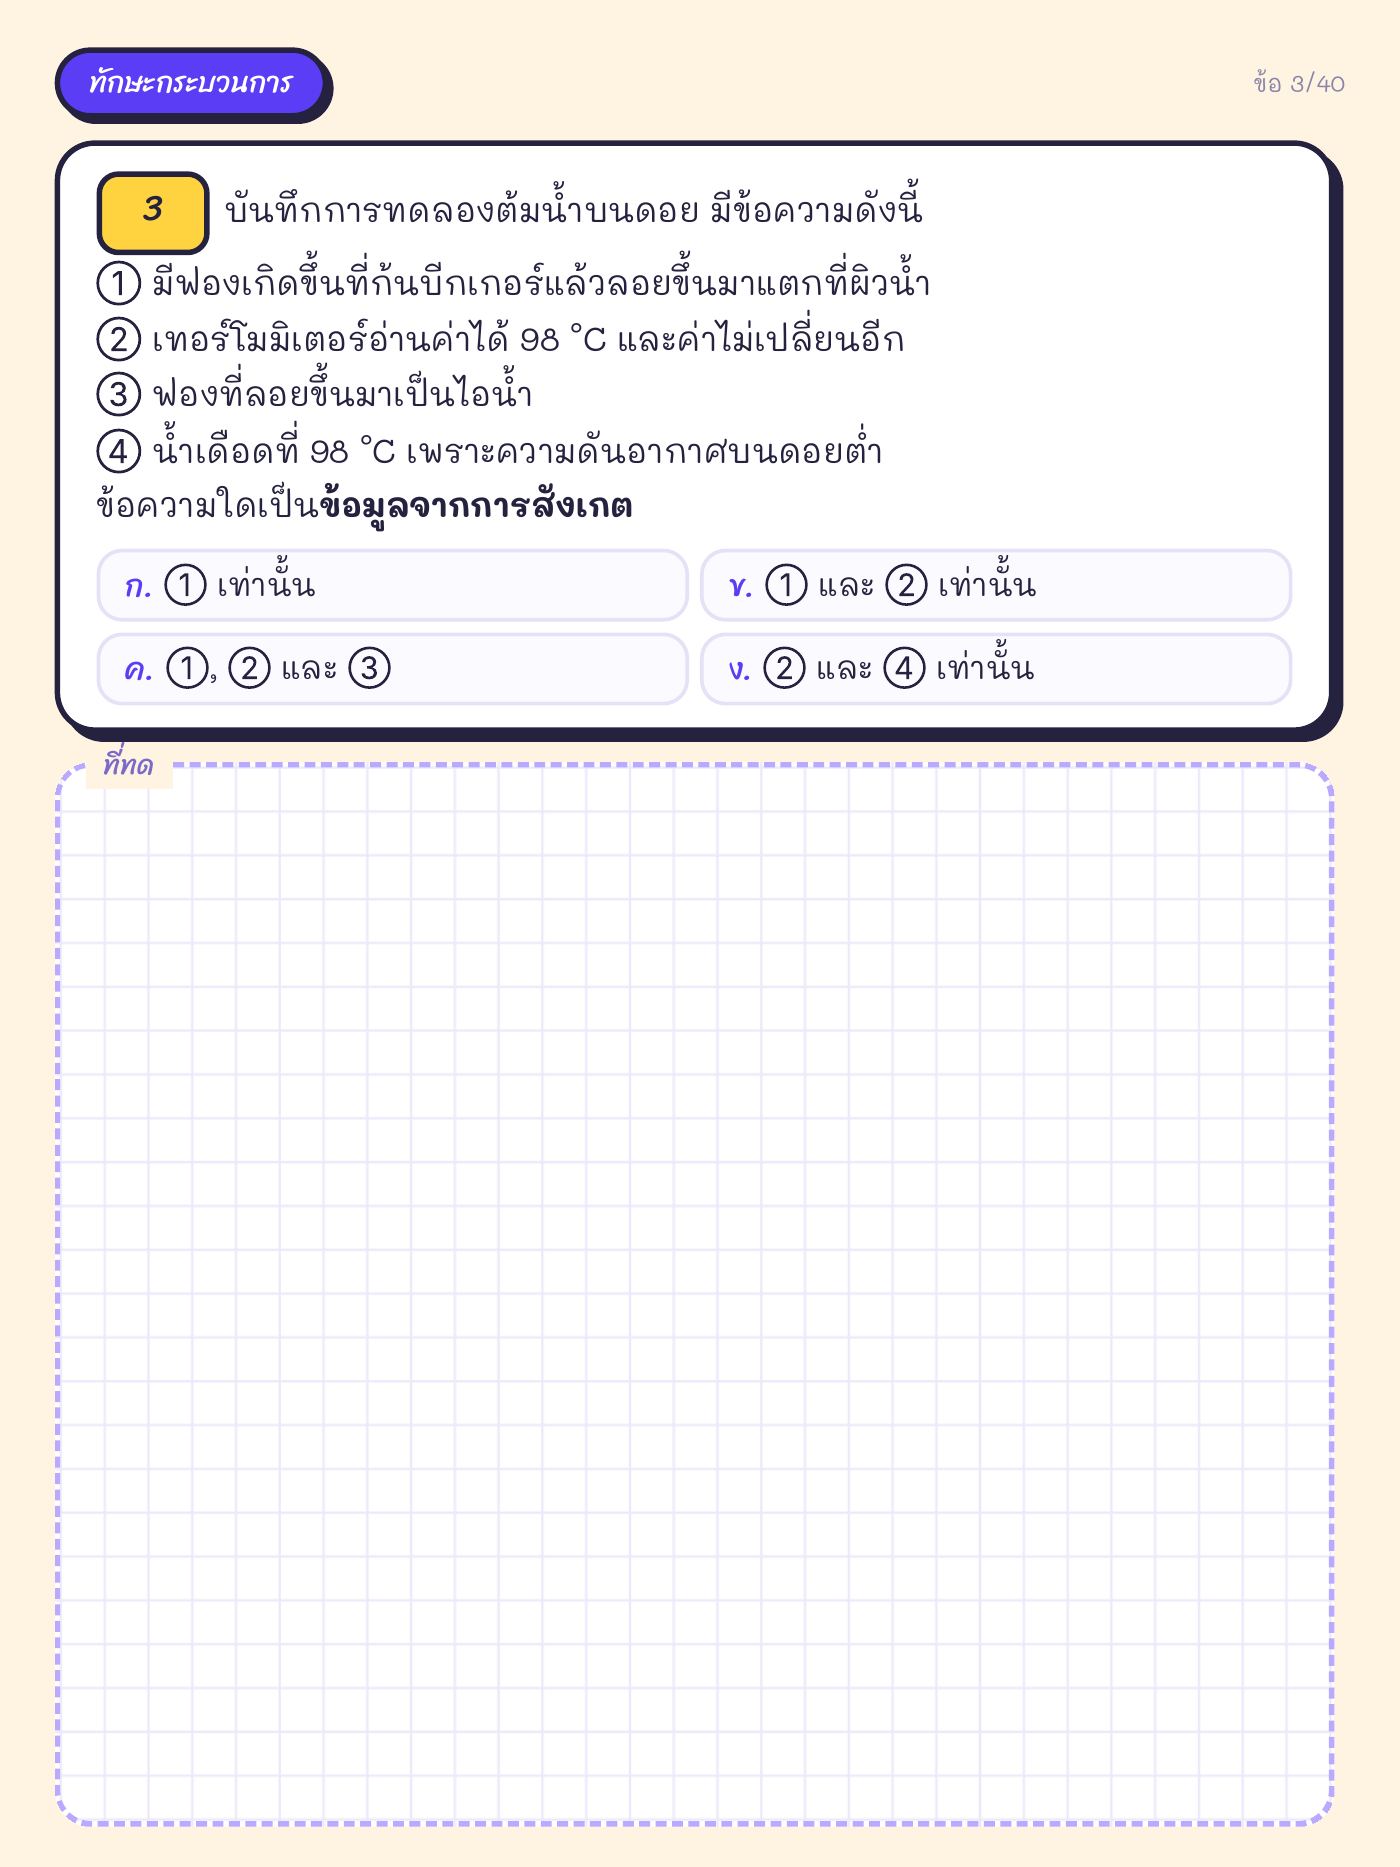 ทักษะกระบวนการ
ข้อ 3/40
3 บันทึกการทดลองต้มน้ำบนดอย มีข้อความดังนี้
① มีฟองเกิดขึ้นที่ก้นบีกเกอร์แล้วลอยขึ้นมาแตกที่ผิวน้ำ
② เทอร์โมมิเตอร์อ่านค่าได้ 98 °C และค่าไม่เปลี่ยนอีก
③ ฟองที่ลอยขึ้นมาเป็นไอน้ำ
④ น้ำเดือดที่ 98 °C เพราะความดันอากาศบนดอยต่ำ
ข้อความใดเป็นข้อมูลจากการสังเกต
ก. ① เท่านั้น
ข. ① และ ② เท่านั้น
ค. ①, ② และ ③
ง. ② และ ④ เท่านั้น
ที่ทด